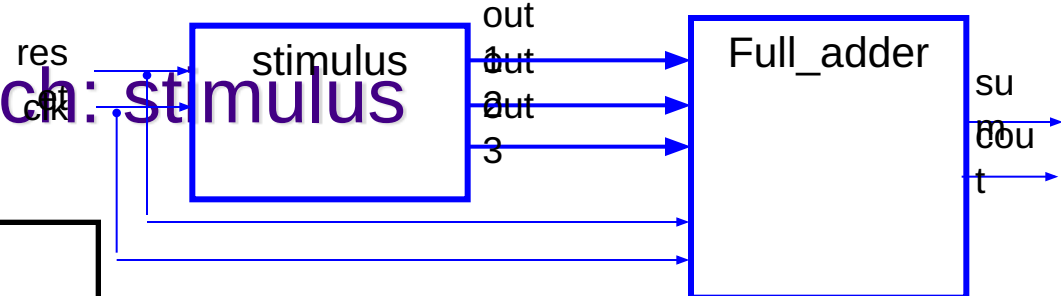 res
et
clk
ch: stimulus
stimulus
out
1
out
2
out
3
Full_adder
su
m
cou
t